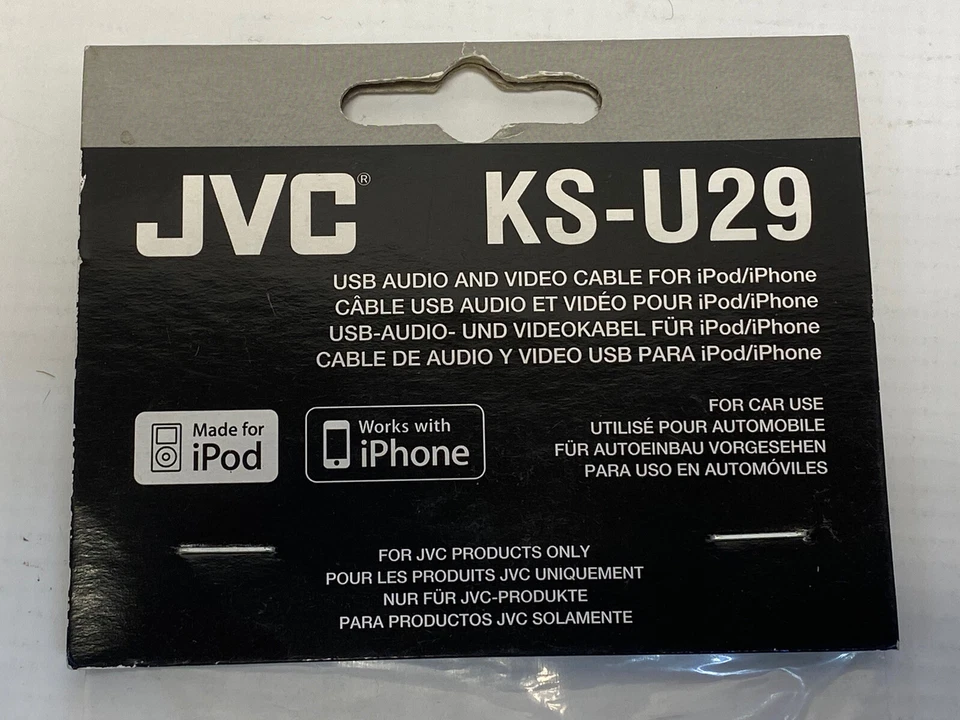 JVC® KS-U29
USB AUDIO AND VIDEO CABLE FOR iPod/iPhone
CÂBLE USB AUDIO ET VIDÉO POUR iPod/iPhone
USB-AUDIO- UND VIDEOKABEL FÜR iPod/iPhone
CABLE DE AUDIO Y VIDEO USB PARA iPod/iPhone
Made for
iPod
Works with
iPhone
FOR CAR USE
UTILISÉ POUR AUTOMOBILE
FÜR AUTOEINBAU VORGESEHEN
PARA USO EN AUTOMÓVILES
FOR JVC PRODUCTS ONLY
POUR LES PRODUITS JVC UNIQUEMENT
NUR FÜR JVC-PRODUKTE
PARA PRODUCTOS JVC SOLAMENTE